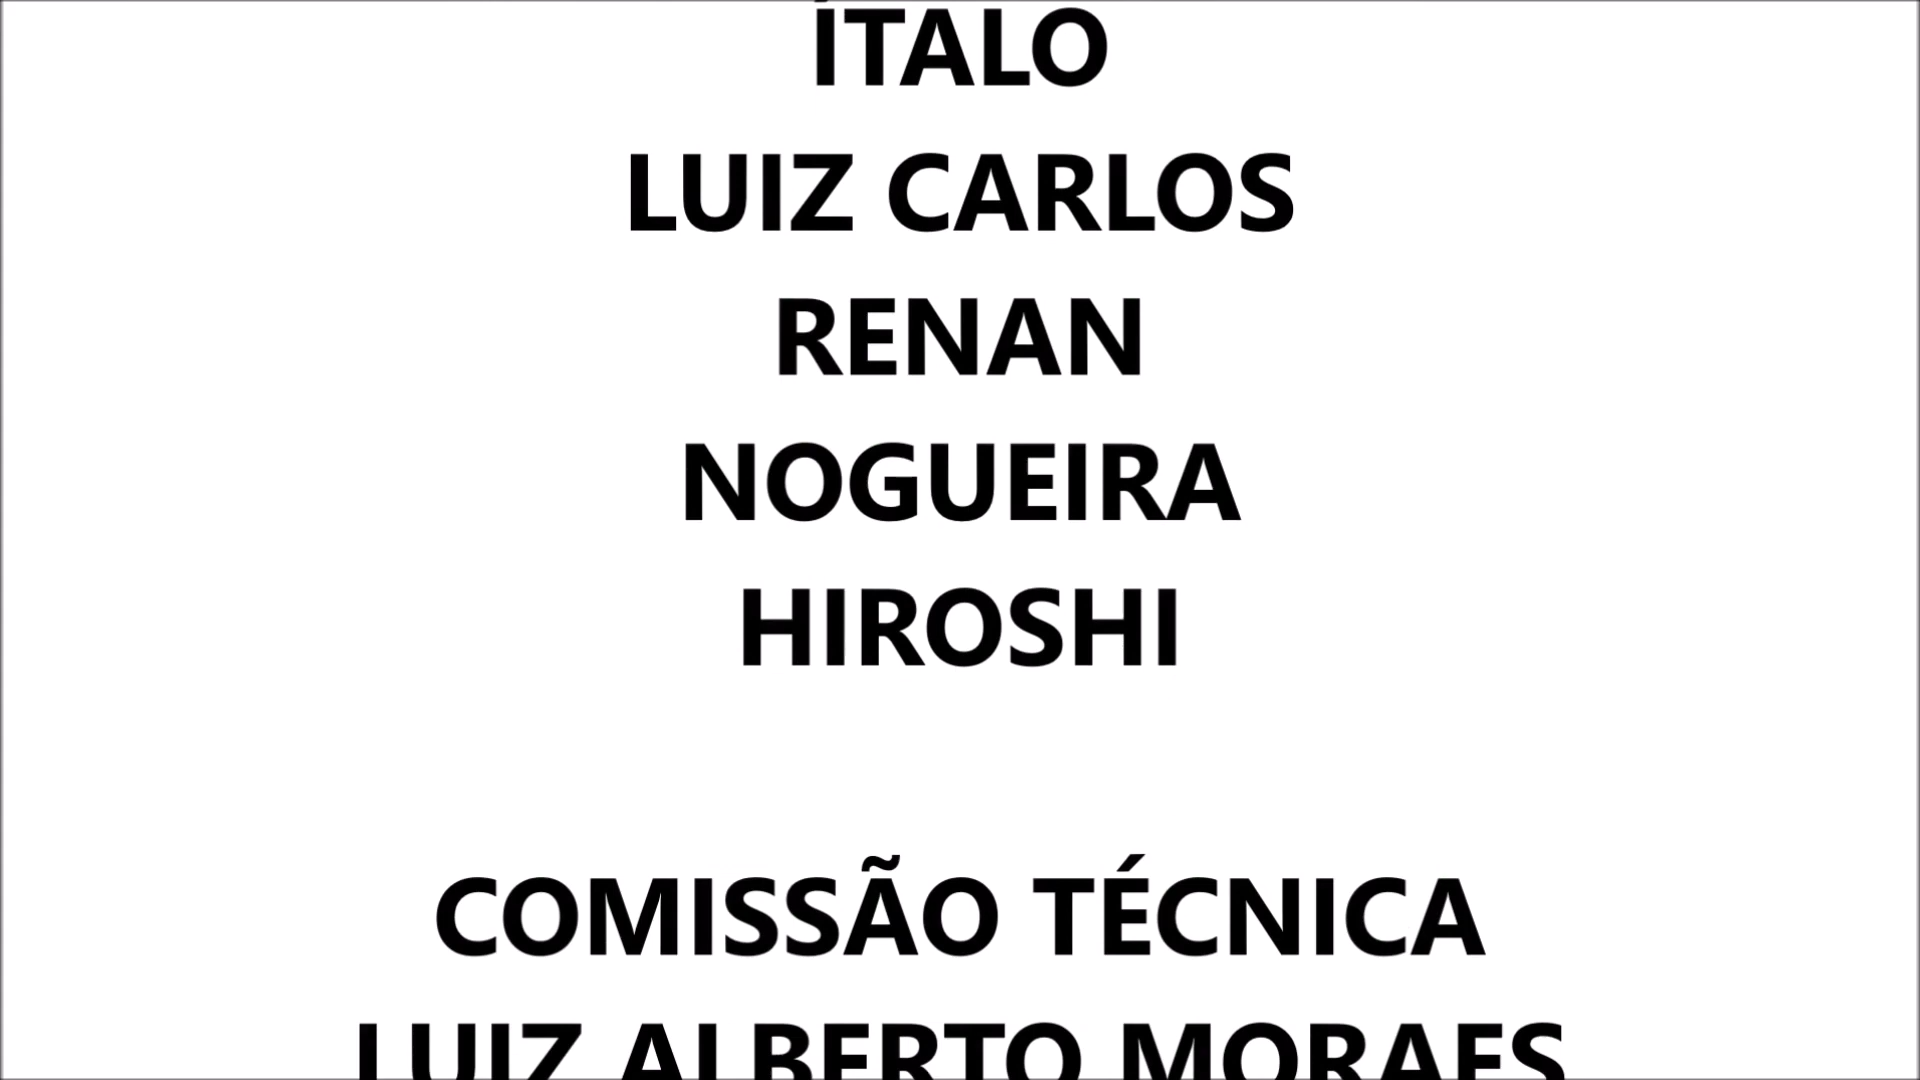 ÍTALO
LUIZ CARLOS
RENAN
NOGUEIRA
HIROSHI
COMISSÃO TÉCNICA
LUIZ ALBERTO MORAES